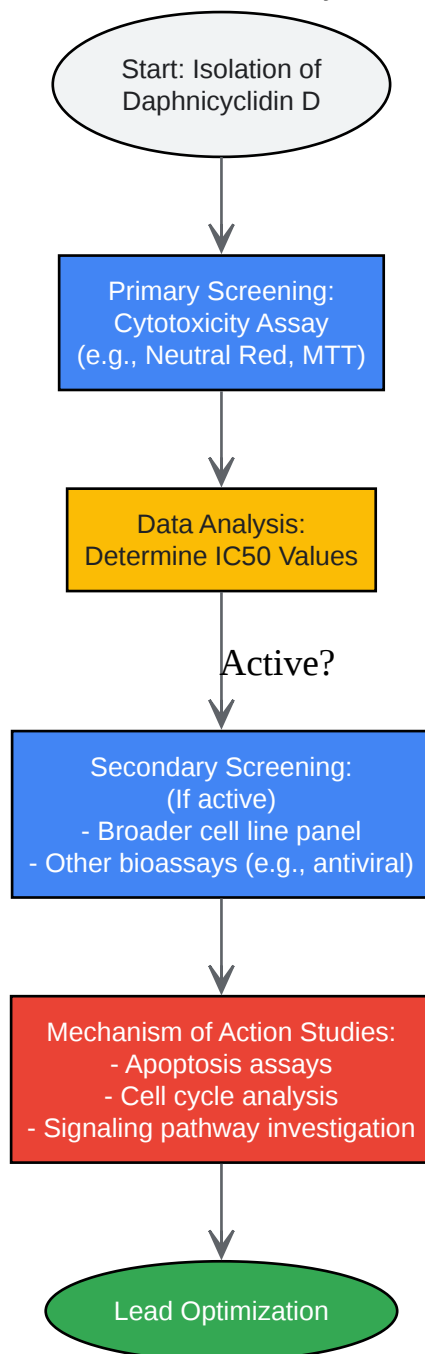 Start: Isolation of
Daphnicyclidin D
Primary Screening:
Cytotoxicity Assay
(e.g., Neutral Red, MTT)
Data Analysis:
Determine IC50 Values
Active?
Secondary Screening:
(If active)
- Broader cell line panel
- Other bioassays (e.g., antiviral)
Mechanism of Action Studies:
- Apoptosis assays
- Cell cycle analysis
- Signaling pathway investigation
Lead Optimization